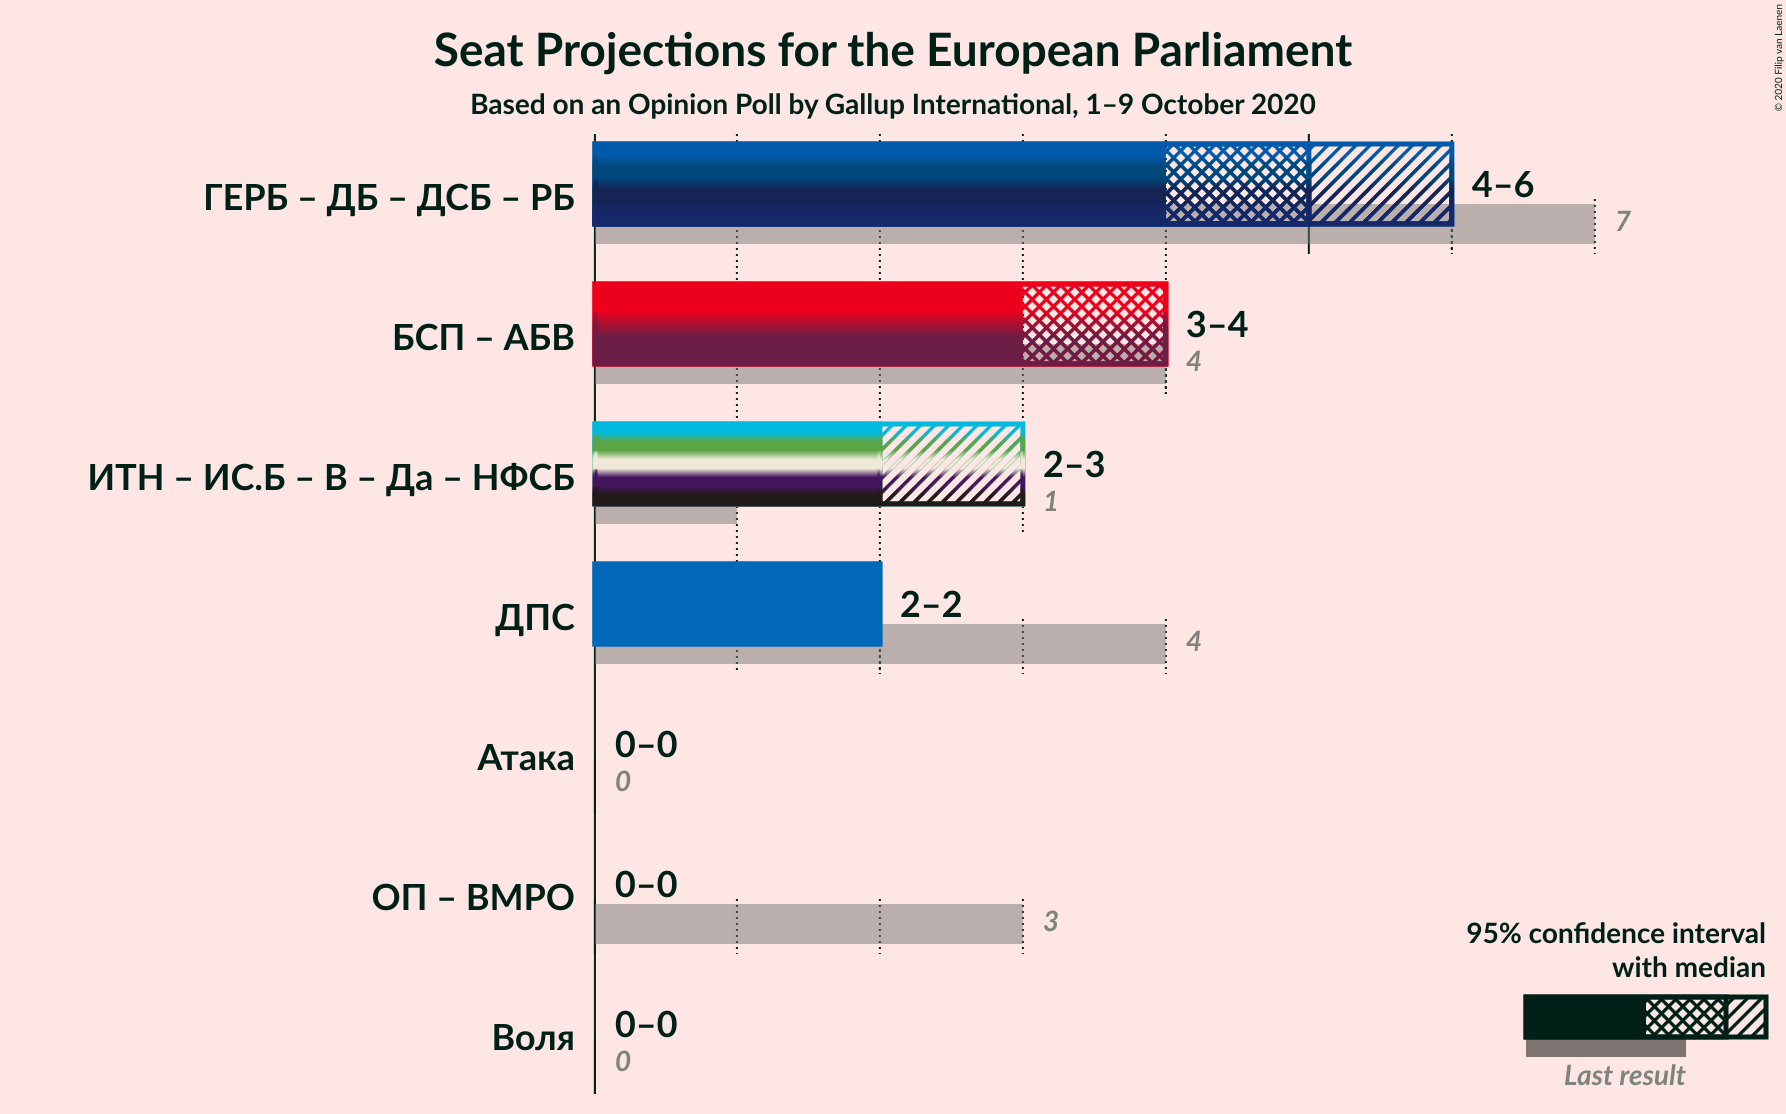 Seat Projections for the European Parliament
Based on an Opinion Poll by Gallup International, 1–9 October 2020
© 2020 Filip van Laenen
ГЕРБ – ДБ – ДСБ – РБ
4–6
7
БСП – АБВ
3–4
4
ИТН – ИС.Б – В – Да – НФСБ
2–3
1
ДПС
2–2
4
Атака
0–0
0
ОП – ВМРО
0–0
3
Воля
0–0
0
95% confidence interval
with median
Last result